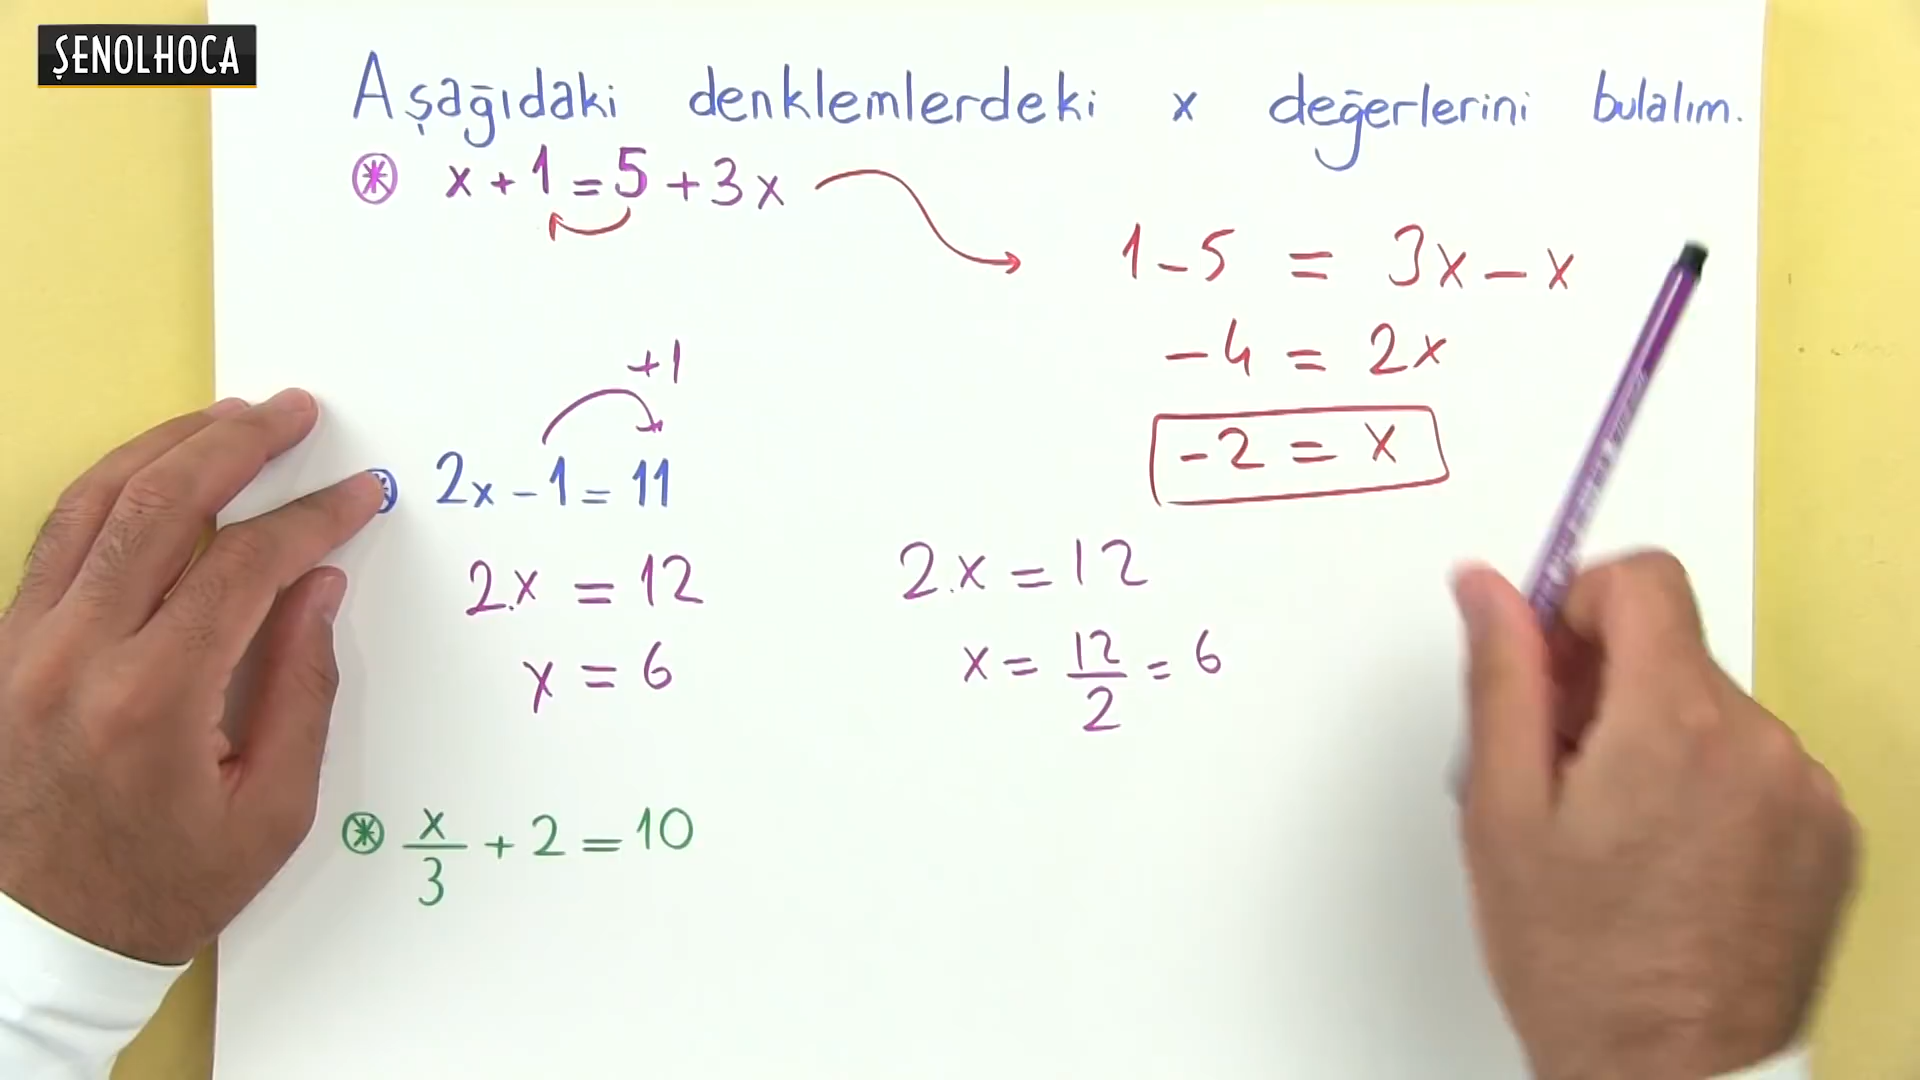 ŞENOLHOCA
Aşağıdaki denklemlerdeki x değerlerini bulalım.
x + 1 = 5 + 3x
1 - 5 = 3x - x
- 4 = 2x
- 2 = x
+1
2x - 1 = 11
2.x = 12
x = 6
2.x = 12
x = 12/2 = 6
x/3 + 2 = 10